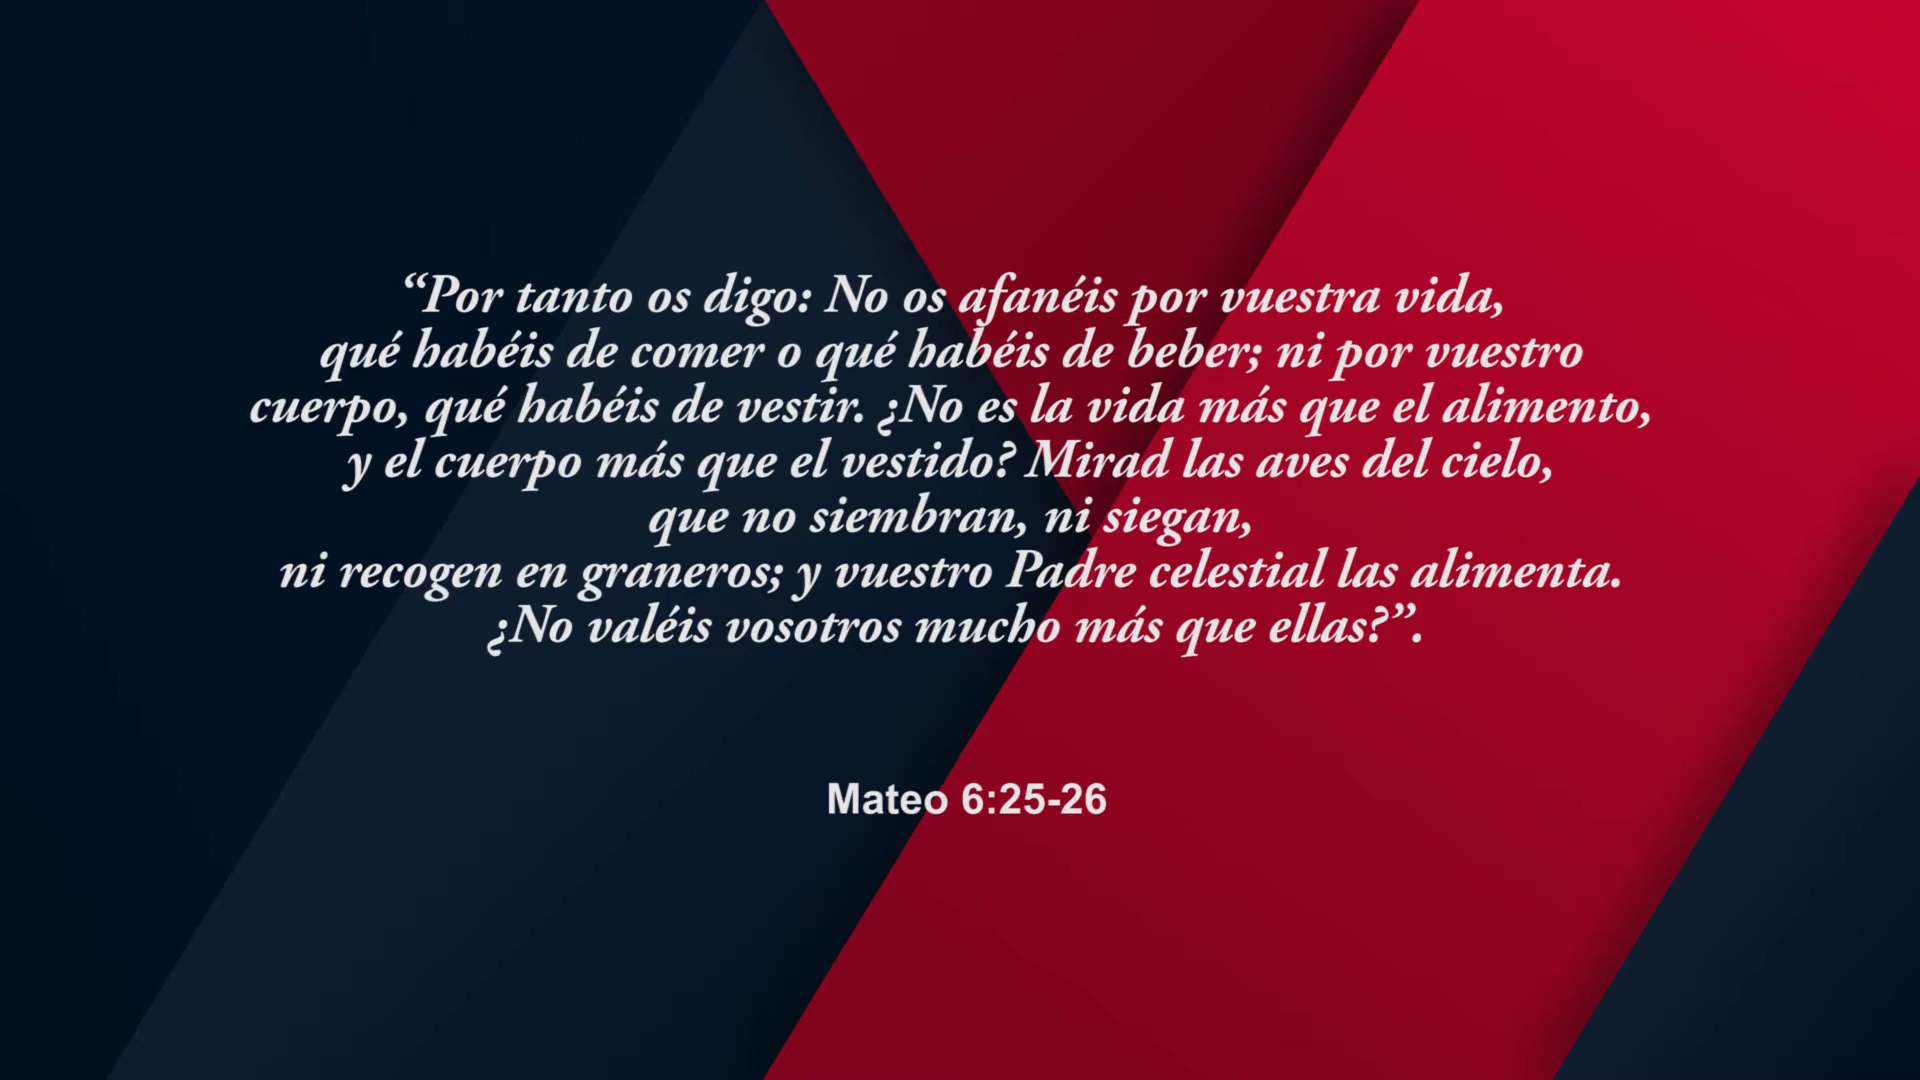 “Por tanto os digo: No os afanéis por vuestra vida,
qué habéis de comer o qué habéis de beber; ni por vuestro
cuerpo, qué habéis de vestir. ¿No es la vida más que el alimento,
y el cuerpo más que el vestido? Mirad las aves del cielo,
que no siembran, ni siegan,
ni recogen en graneros; y vuestro Padre celestial las alimenta.
¿No valéis vosotros mucho más que ellas?”.
Mateo 6:25-26